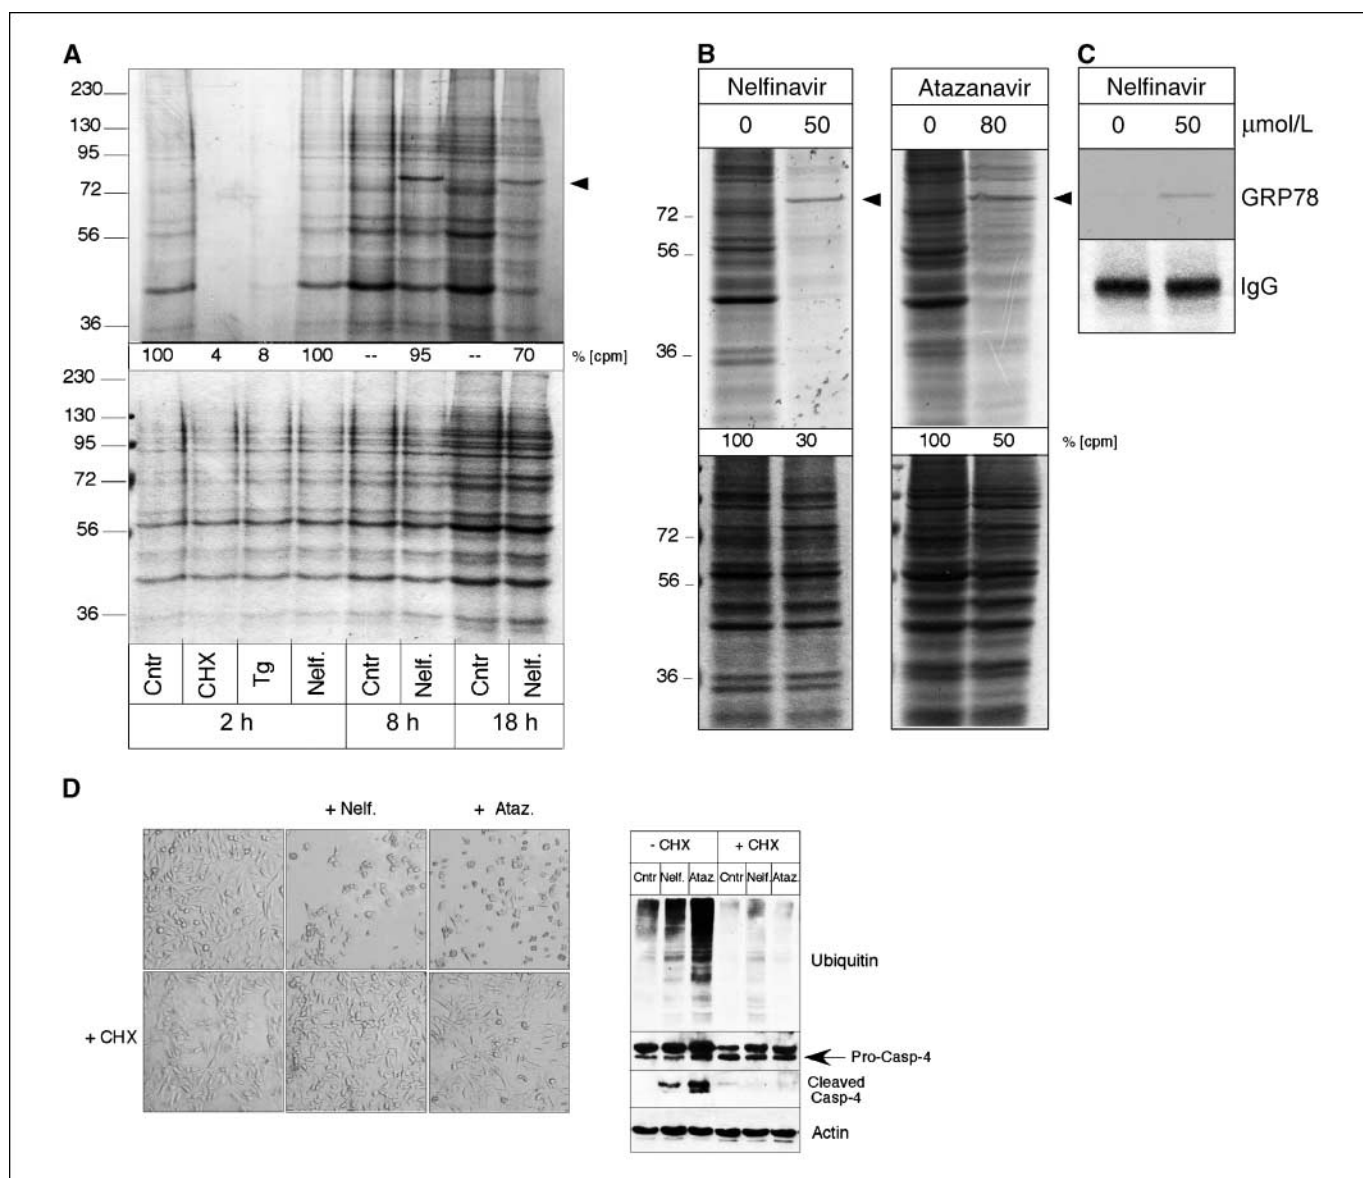 A
230
130
95
72
56
36
100 4 8 100 -- 95 -- 70 % [cpm]
230
130
95
72
56
36
Cntr CHX Tg Nelf. Cntr Nelf. Cntr Nelf.
2 h 8 h 18 h
B
Nelfinavir Atazanavir
0 50 0 80
72
56
36
100 30 100 50 % [cpm]
72
56
36
C
Nelfinavir
0 50 μmol/L
GRP78
IgG
D
+ Nelf. + Ataz.
+ CHX
- CHX + CHX
Cntr Nelf. Ataz. Cntr Nelf. Ataz.
Ubiquitin
Pro-Casp-4
Cleaved
Casp-4
Actin